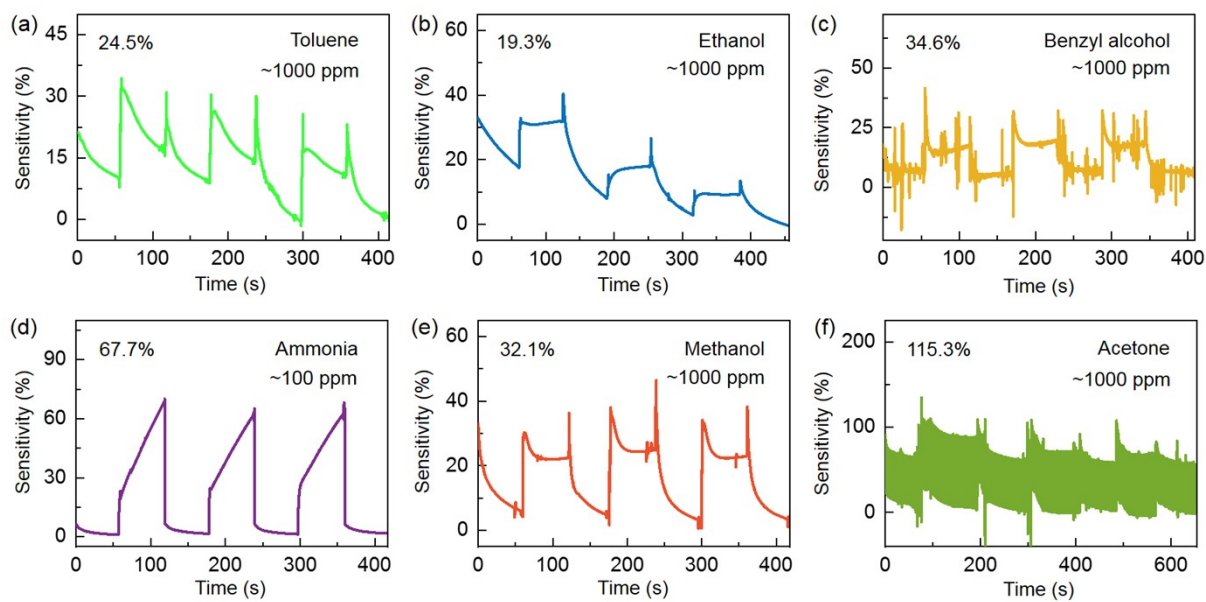 (a)
24.5%
Toluene
~1000 ppm
45
30
15
0
Sensitivity (%)
0 100 200 300 400
Time (s)
(b)
19.3%
Ethanol
~1000 ppm
60
40
20
0
Sensitivity (%)
0 100 200 300 400
Time (s)
(c)
34.6%
Benzyl alcohol
~1000 ppm
50
25
0
Sensitivity (%)
0 100 200 300 400
Time (s)
(d)
67.7%
Ammonia
~100 ppm
90
60
30
0
Sensitivity (%)
0 100 200 300 400
Time (s)
(e)
32.1%
Methanol
~1000 ppm
60
40
20
0
Sensitivity (%)
0 100 200 300 400
Time (s)
(f)
115.3%
Acetone
~1000 ppm
200
100
0
Sensitivity (%)
0 200 400 600
Time (s)